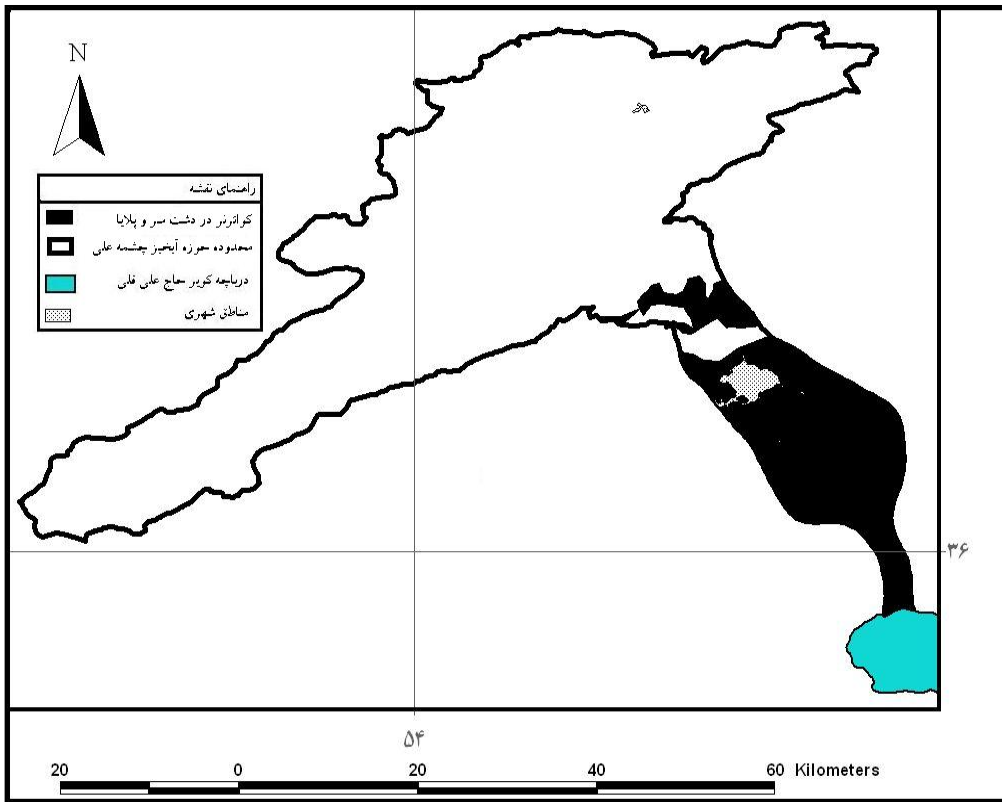 N
راهنمای نقشه
کواترنر در دشت سر و پلایا
محدوده حوزه آبخیز چشمه علی
دریاچه کویر حاج علی قلی
مناطق شهری
۳۶
۵۴
20 0 20 40 60 Kilometers